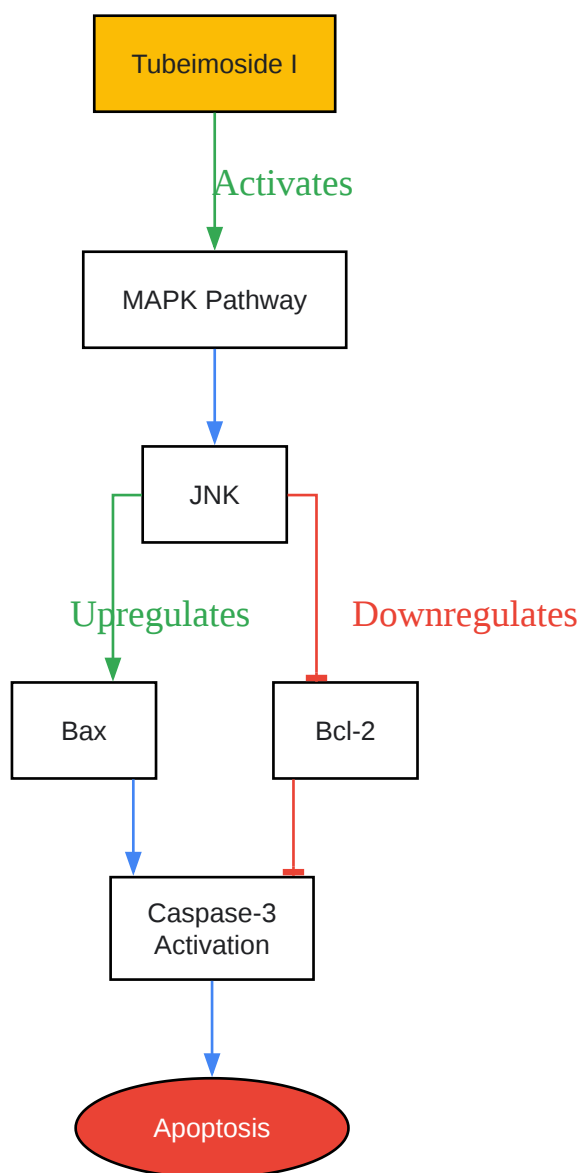 Tubeimoside I
Activates
MAPK Pathway
JNK
Upregulates
Downregulates
Bax
Bcl-2
Caspase-3
Activation
Apoptosis